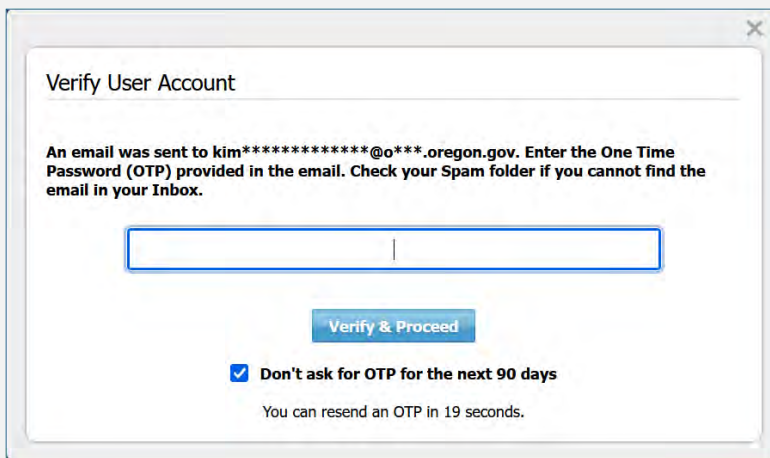 Verify User Account
An email was sent to kim*************@o***.oregon.gov. Enter the One Time
Password (OTP) provided in the email. Check your Spam folder if you cannot find the
email in your Inbox.
Verify & Proceed
Don't ask for OTP for the next 90 days
You can resend an OTP in 19 seconds.